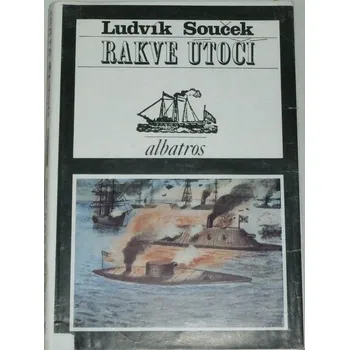 Ludvík Souček
RAKVE ÚTOČÍ
albatros